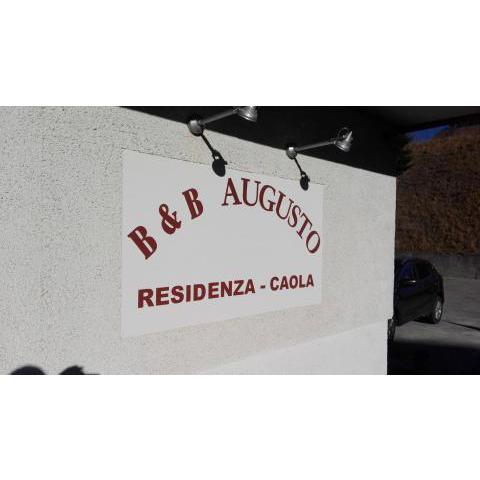 B & B AUGUSTO
RESIDENZA - CAOLA